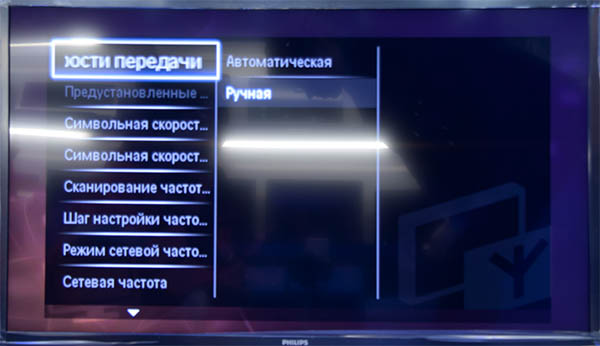 хости передачи
Автоматическая
Предустановленные ...
Ручная
Символьная скорост...
Символьная скорост...
Сканирование частот...
Шаг настройки часто...
Режим сетевой часто...
Сетевая частота
PHILIPS